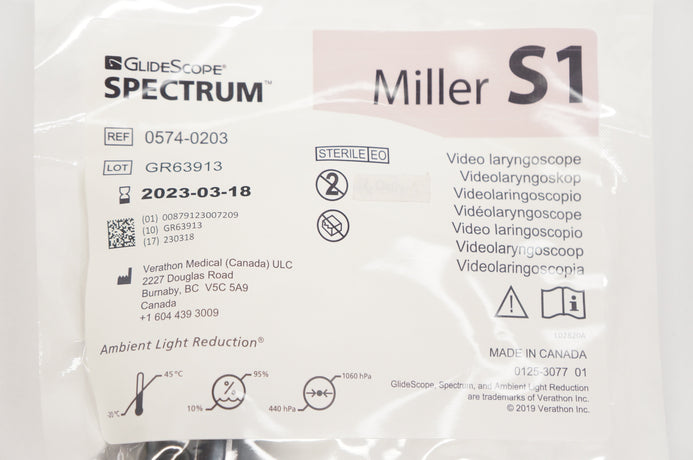 GLIDESCOPE®
SPECTRUM™
Miller S1
REF 0574-0203
LOT GR63913
2023-03-18
(01) 00879123007209
(10) GR63913
(17) 230318
Verathon Medical (Canada) ULC
2227 Douglas Road
Burnaby, BC V5C 5A9
Canada
+1 604 439 3009
Ambient Light Reduction®
STERILE EO
2
Video laryngoscope
Videolaryngoskop
Videolaringoscopio
Vidéolaryngoscope
Video laringoscopio
Videolaryngoscoop
Videolaringoscopia
MADE IN CANADA
0125-3077 01
GlideScope, Spectrum, and Ambient Light Reduction
are trademarks of Verathon Inc.
© 2019 Verathon Inc.
45°C
95%
10%
1060 hPa
440 hPa